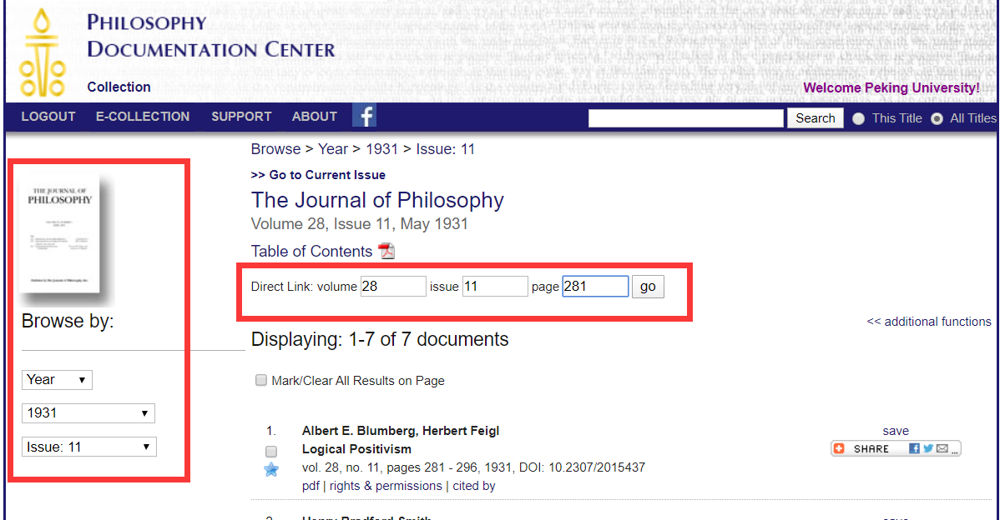 PHILOSOPHY
DOCUMENTATION CENTER
Collection
Welcome Peking University!
LOGOUT E-COLLECTION SUPPORT ABOUT f
Search This Title All Titles
THE JOURNAL OF
PHILOSOPHY
Browse by:
Year
1931
Issue: 11
Browse > Year > 1931 > Issue: 11
>> Go to Current Issue
The Journal of Philosophy
Volume 28, Issue 11, May 1931
Table of Contents
Direct Link: volume 28 issue 11 page 281 go
<< additional functions
Displaying: 1-7 of 7 documents
Mark/Clear All Results on Page
1. Albert E. Blumberg, Herbert Feigl
save
Logical Positivism
SHARE ...
vol. 28, no. 11, pages 281 - 296, 1931, DOI: 10.2307/2015437
pdf | rights & permissions | cited by
2. Henry Bradford Smith
save